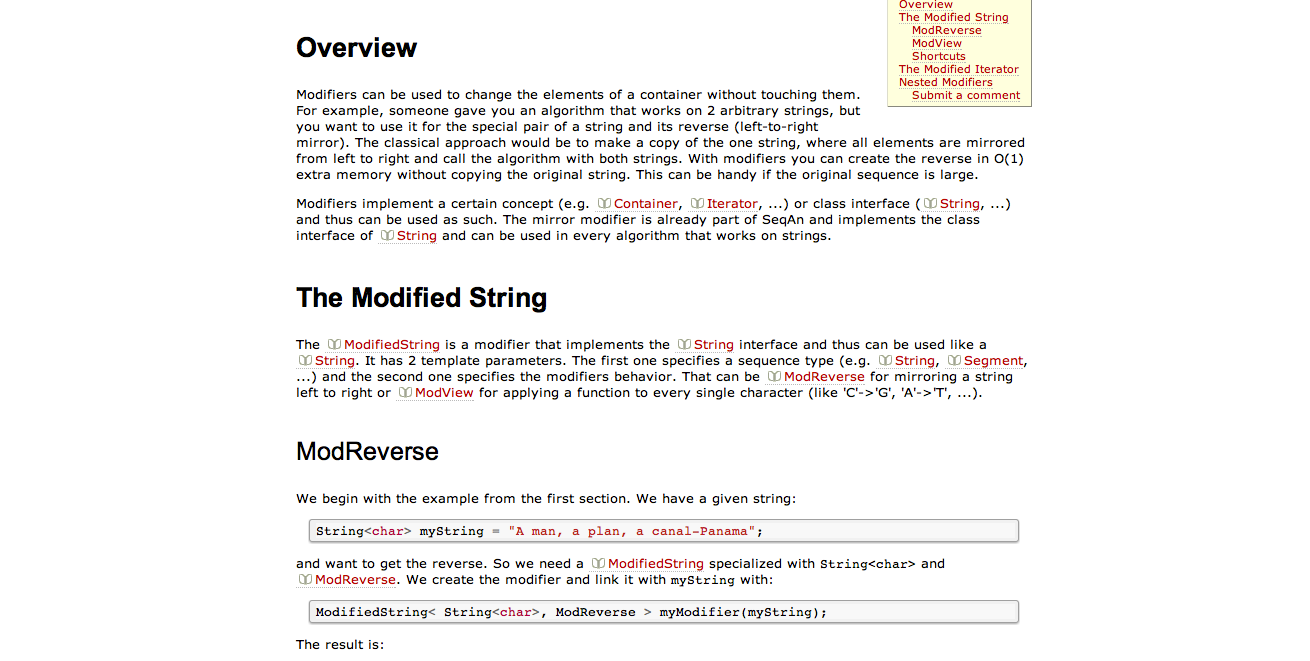 Overview
The Modified String
ModReverse
ModView
Shortcuts
The Modified Iterator
Nested Modifiers
Submit a comment
Overview
Modifiers can be used to change the elements of a container without touching them.
For example, someone gave you an algorithm that works on 2 arbitrary strings, but
you want to use it for the special pair of a string and its reverse (left-to-right
mirror). The classical approach would be to make a copy of the one string, where all elements are mirrored
from left to right and call the algorithm with both strings. With modifiers you can create the reverse in O(1)
extra memory without copying the original string. This can be handy if the original sequence is large.
Modifiers implement a certain concept (e.g. Container, Iterator, ...) or class interface (String, ...)
and thus can be used as such. The mirror modifier is already part of SeqAn and implements the class
interface of String and can be used in every algorithm that works on strings.
The Modified String
The ModifiedString is a modifier that implements the String interface and thus can be used like a
String. It has 2 template parameters. The first one specifies a sequence type (e.g. String, Segment,
...) and the second one specifies the modifiers behavior. That can be ModReverse for mirroring a string
left to right or ModView for applying a function to every single character (like 'C'->'G', 'A'->'T', ...).
ModReverse
We begin with the example from the first section. We have a given string:
String<char> myString = "A man, a plan, a canal-Panama";
and want to get the reverse. So we need a ModifiedString specialized with String<char> and
ModReverse. We create the modifier and link it with myString with:
ModifiedString< String<char>, ModReverse > myModifier(myString);
The result is: